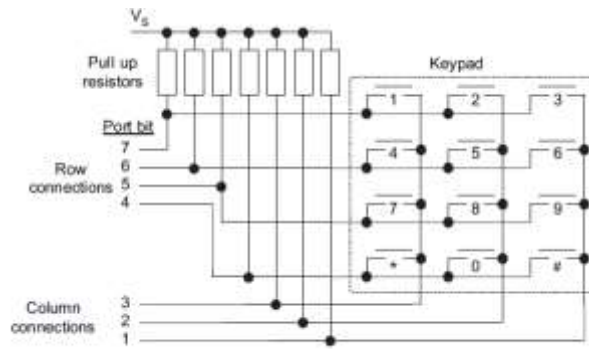 Vs
Pull up
resistors
Keypad
1 2 3
Port bit
7
6
Row
connections
5
4
4 5 6
7 8 9
* 0 #
Column
connections
3
2
1